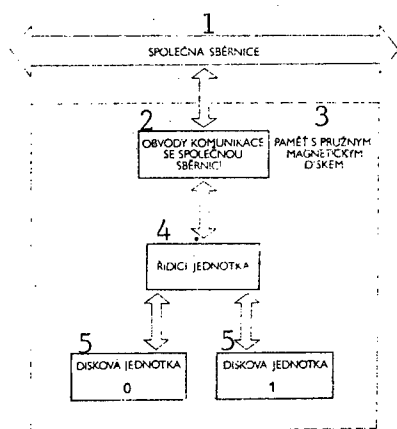 1
SPOLEČNÁ SBĚRNICE
2
OBVODY KOMUNIKACE
SE SPOLEČNOU
SBĚRNICÍ
3
PAMĚŤ S PRUŽNÝM
MAGNETICKÝM
DISKEM
4
ŘÍDICÍ JEDNOTKA
5
DISKOVÁ JEDNOTKA
0
5
DISKOVÁ JEDNOTKA
1